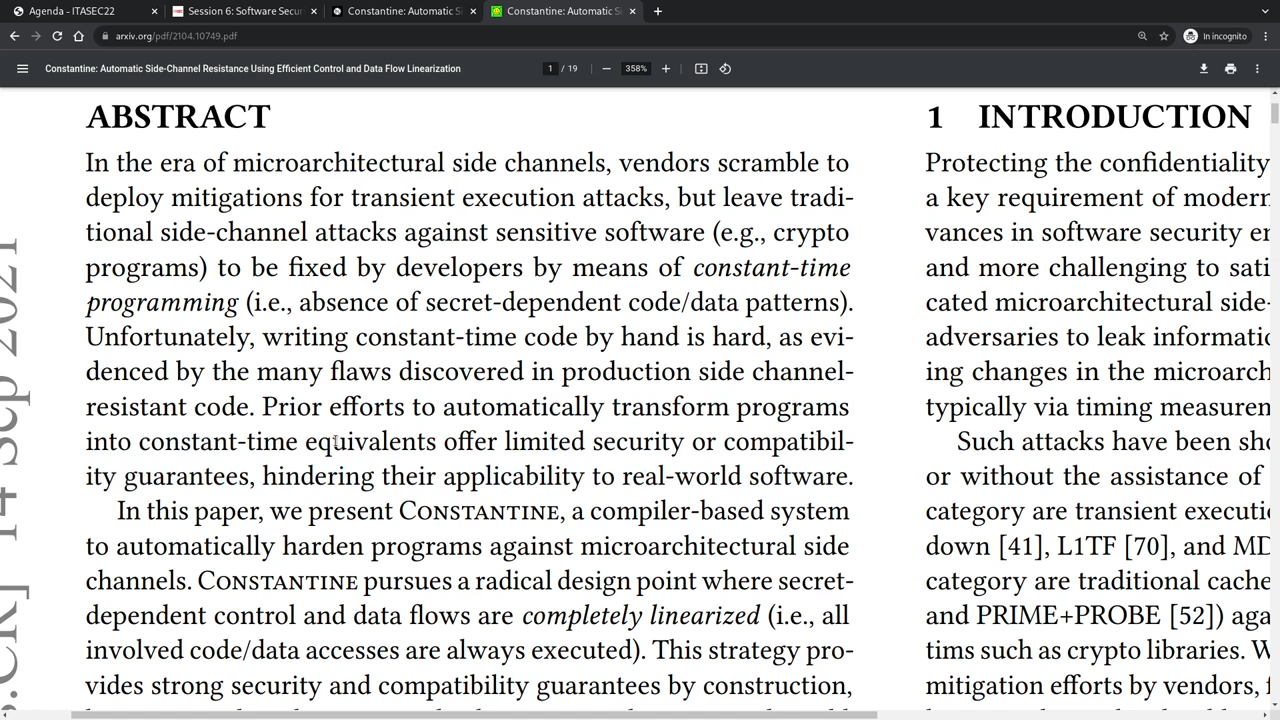 Agenda - ITASEC22
Session 6: Software Secur
Constantine: Automatic Si
Constantine: Automatic Si
arxiv.org/pdf/2104.10749.pdf
In incognito
Constantine: Automatic Side-Channel Resistance Using Efficient Control and Data Flow Linearization
1 / 19
358%
ABSTRACT
In the era of microarchitectural side channels, vendors scramble to
deploy mitigations for transient execution attacks, but leave tradi-
tional side-channel attacks against sensitive software (e.g., crypto
programs) to be fixed by developers by means of constant-time
programming (i.e., absence of secret-dependent code/data patterns).
Unfortunately, writing constant-time code by hand is hard, as evi-
denced by the many flaws discovered in production side channel-
resistant code. Prior efforts to automatically transform programs
into constant-time equivalents offer limited security or compatibil-
ity guarantees, hindering their applicability to real-world software.
In this paper, we present CONSTANTINE, a compiler-based system
to automatically harden programs against microarchitectural side
channels. CONSTANTINE pursues a radical design point where secret-
dependent control and data flows are completely linearized (i.e., all
involved code/data accesses are always executed). This strategy pro-
vides strong security and compatibility guarantees by construction,
1 INTRODUCTION
Protecting the confidentiality
a key requirement of modern
vances in software security en
and more challenging to sati
cated microarchitectural side-
adversaries to leak informatio
ing changes in the microarch
typically via timing measurem
Such attacks have been sho
or without the assistance of
category are transient executi
down [41], L1TF [70], and MD
category are traditional cache
and PRIME+PROBE [52]) aga
tims such as crypto libraries. W
mitigation efforts by vendors, f
.CR] 14 Sep 2021